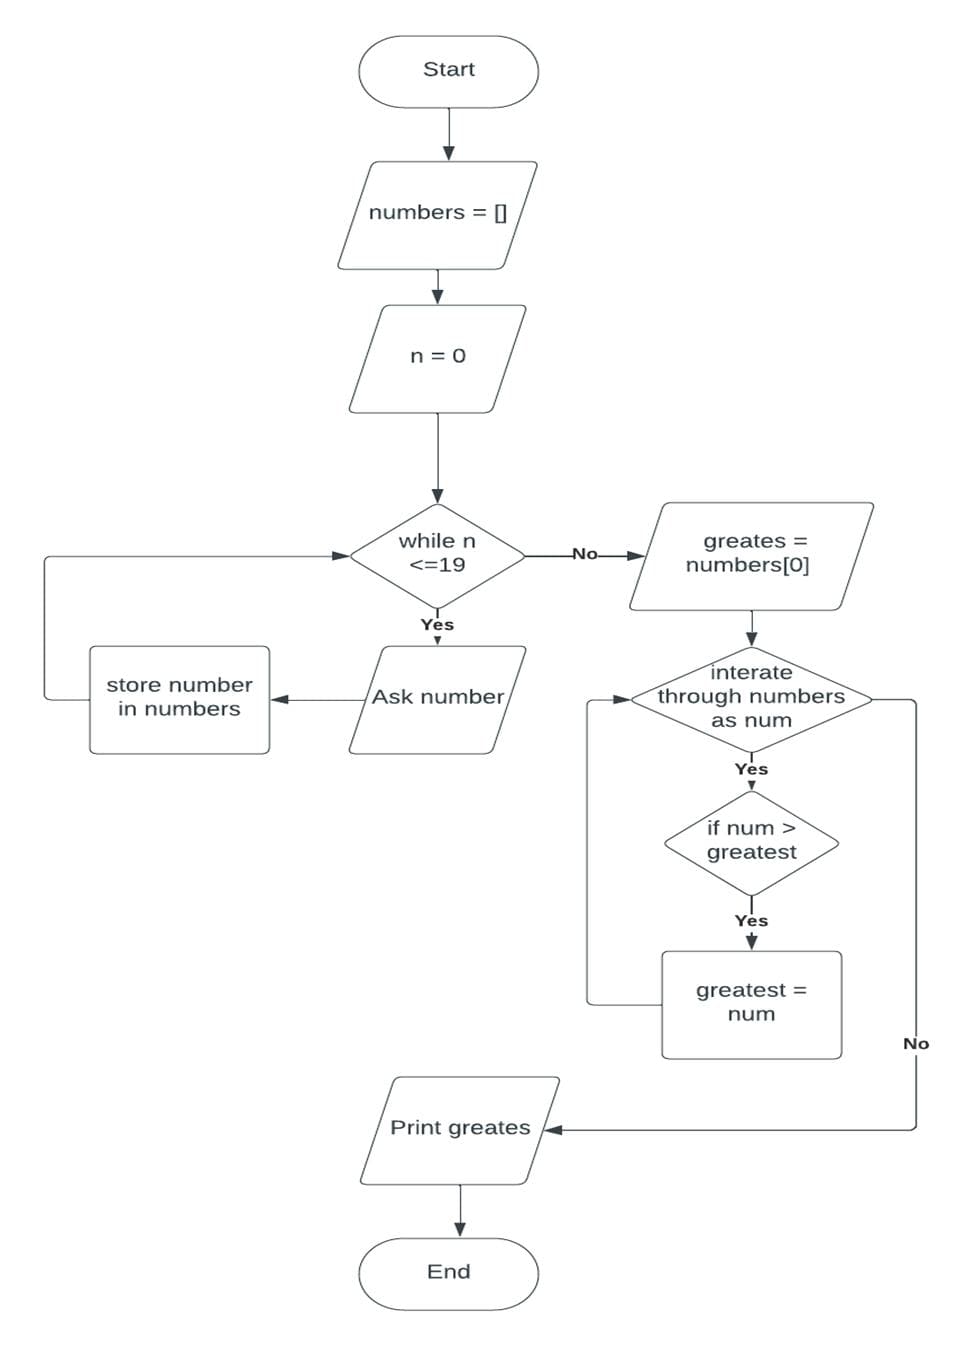 Start
numbers = []
n = 0
while n
<=19
No
greates =
numbers[0]
Yes
Ask number
store number
in numbers
interate
through numbers
as num
Yes
if num >
greatest
Yes
greatest =
num
No
Print greates
End